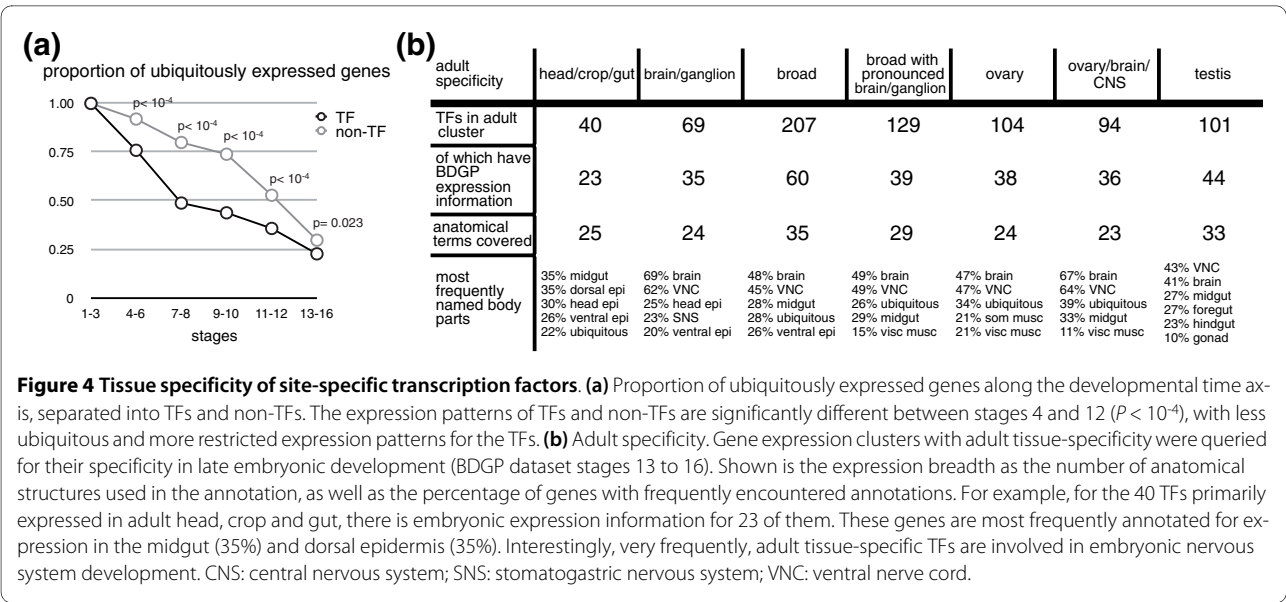 (a)
proportion of ubiquitously expressed genes
1.00
0.75
0.50
0.25
0
p< 10-4
p< 10-4
p< 10-4
p< 10-4
p= 0.023
TF
non-TF
1-3 4-6 7-8 9-10 11-12 13-16
stages
(b)
adult specificity | head/crop/gut | brain/ganglion | broad | broad with pronounced brain/ganglion | ovary | ovary/brain/CNS | testis
TFs in adult cluster 40 69 207 129 104 94 101
of which have BDGP expression information 23 35 60 39 38 36 44
anatomical terms covered 25 24 35 29 24 23 33
most frequently named body parts
35% midgut
35% dorsal epi
30% head epi
26% ventral epi
22% ubiquitous
69% brain
62% VNC
25% head epi
23% SNS
20% ventral epi
48% brain
45% VNC
28% midgut
28% ubiquitous
26% ventral epi
49% brain
49% VNC
26% ubiquitous
29% midgut
15% visc musc
47% brain
47% VNC
34% ubiquitous
21% som musc
21% visc musc
67% brain
64% VNC
39% ubiquitous
33% midgut
11% visc musc
43% VNC
41% brain
27% midgut
27% foregut
23% hindgut
10% gonad
Figure 4 Tissue specificity of site-specific transcription factors. (a) Proportion of ubiquitously expressed genes along the developmental time ax-
is, separated into TFs and non-TFs. The expression patterns of TFs and non-TFs are significantly different between stages 4 and 12 (P < 10-4), with less
ubiquitous and more restricted expression patterns for the TFs. (b) Adult specificity. Gene expression clusters with adult tissue-specificity were queried
for their specificity in late embryonic development (BDGP dataset stages 13 to 16). Shown is the expression breadth as the number of anatomical
structures used in the annotation, as well as the percentage of genes with frequently encountered annotations. For example, for the 40 TFs primarily
expressed in adult head, crop and gut, there is embryonic expression information for 23 of them. These genes are most frequently annotated for ex-
pression in the midgut (35%) and dorsal epidermis (35%). Interestingly, very frequently, adult tissue-specific TFs are involved in embryonic nervous
system development. CNS: central nervous system; SNS: stomatogastric nervous system; VNC: ventral nerve cord.